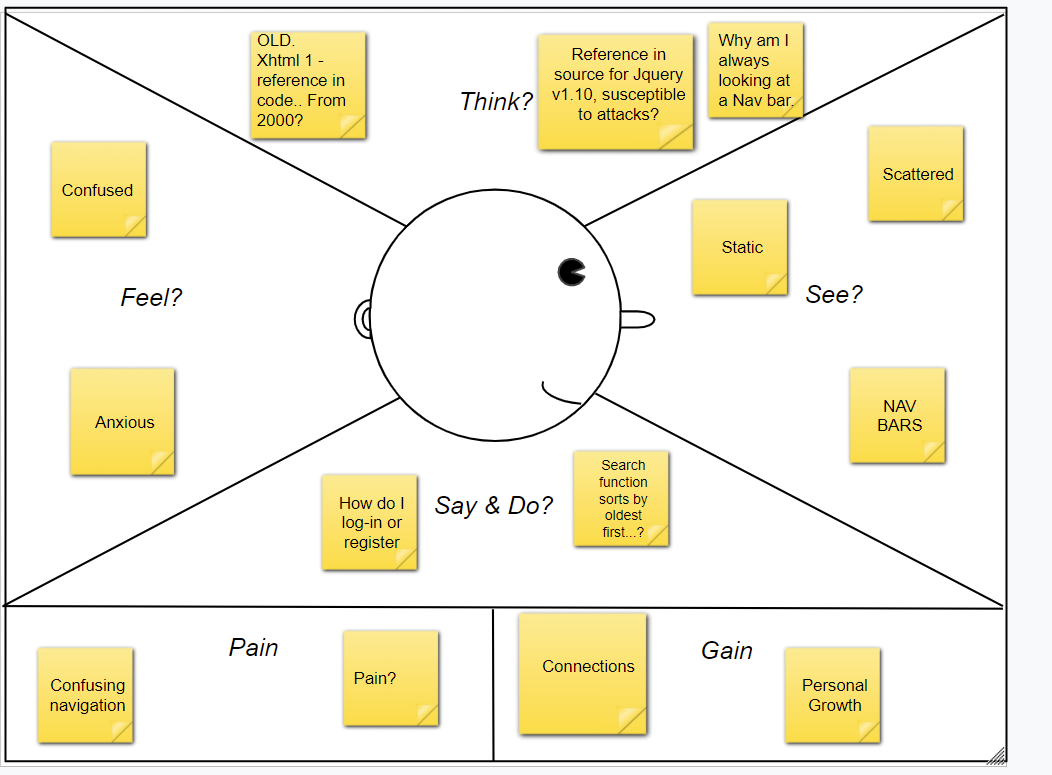 OLD.
Xhtml 1 -
reference in
code.. From
2000?
Think?
Reference in
source for Jquery
v1.10, susceptible
to attacks?
Why am I
always
looking at
a Nav bar.
Confused
Scattered
Static
Feel?
See?
Anxious
NAV
BARS
How do I
log-in or
register
Say & Do?
Search
function
sorts by
oldest
first...?
Pain
Confusing
navigation
Pain?
Connections
Gain
Personal
Growth